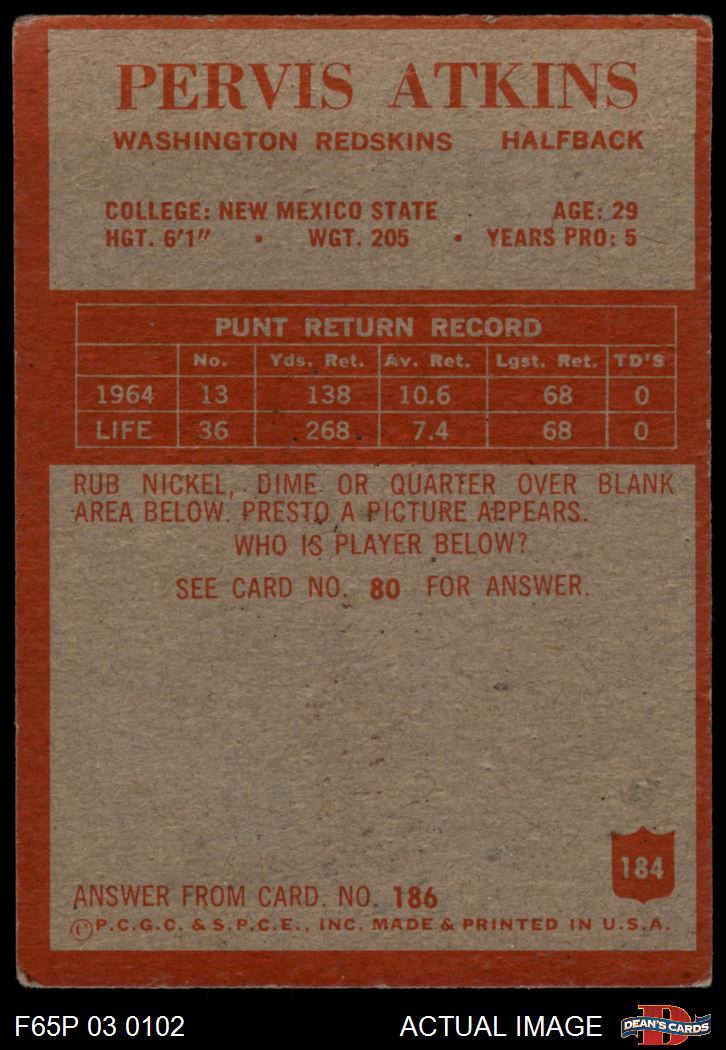 PERVIS ATKINS
WASHINGTON REDSKINS HALFBACK
COLLEGE: NEW MEXICO STATE AGE: 29
HGT. 6'1" • WGT. 205 • YEARS PRO: 5
PUNT RETURN RECORD
No. Yds. Ret. Av. Ret. Lgst. Ret. TD'S
1964 13 138 10.6 68 0
LIFE 36 268 7.4 68 0
RUB NICKEL, DIME OR QUARTER OVER BLANK
AREA BELOW. PRESTO A PICTURE APPEARS.
WHO IS PLAYER BELOW?
SEE CARD NO. 80 FOR ANSWER.
184
ANSWER FROM CARD. NO. 186
©P.C.G.C. & S.P.C.E., INC. MADE & PRINTED IN U.S.A.
F65P 03 0102 ACTUAL IMAGE D DEAN'S CARDS